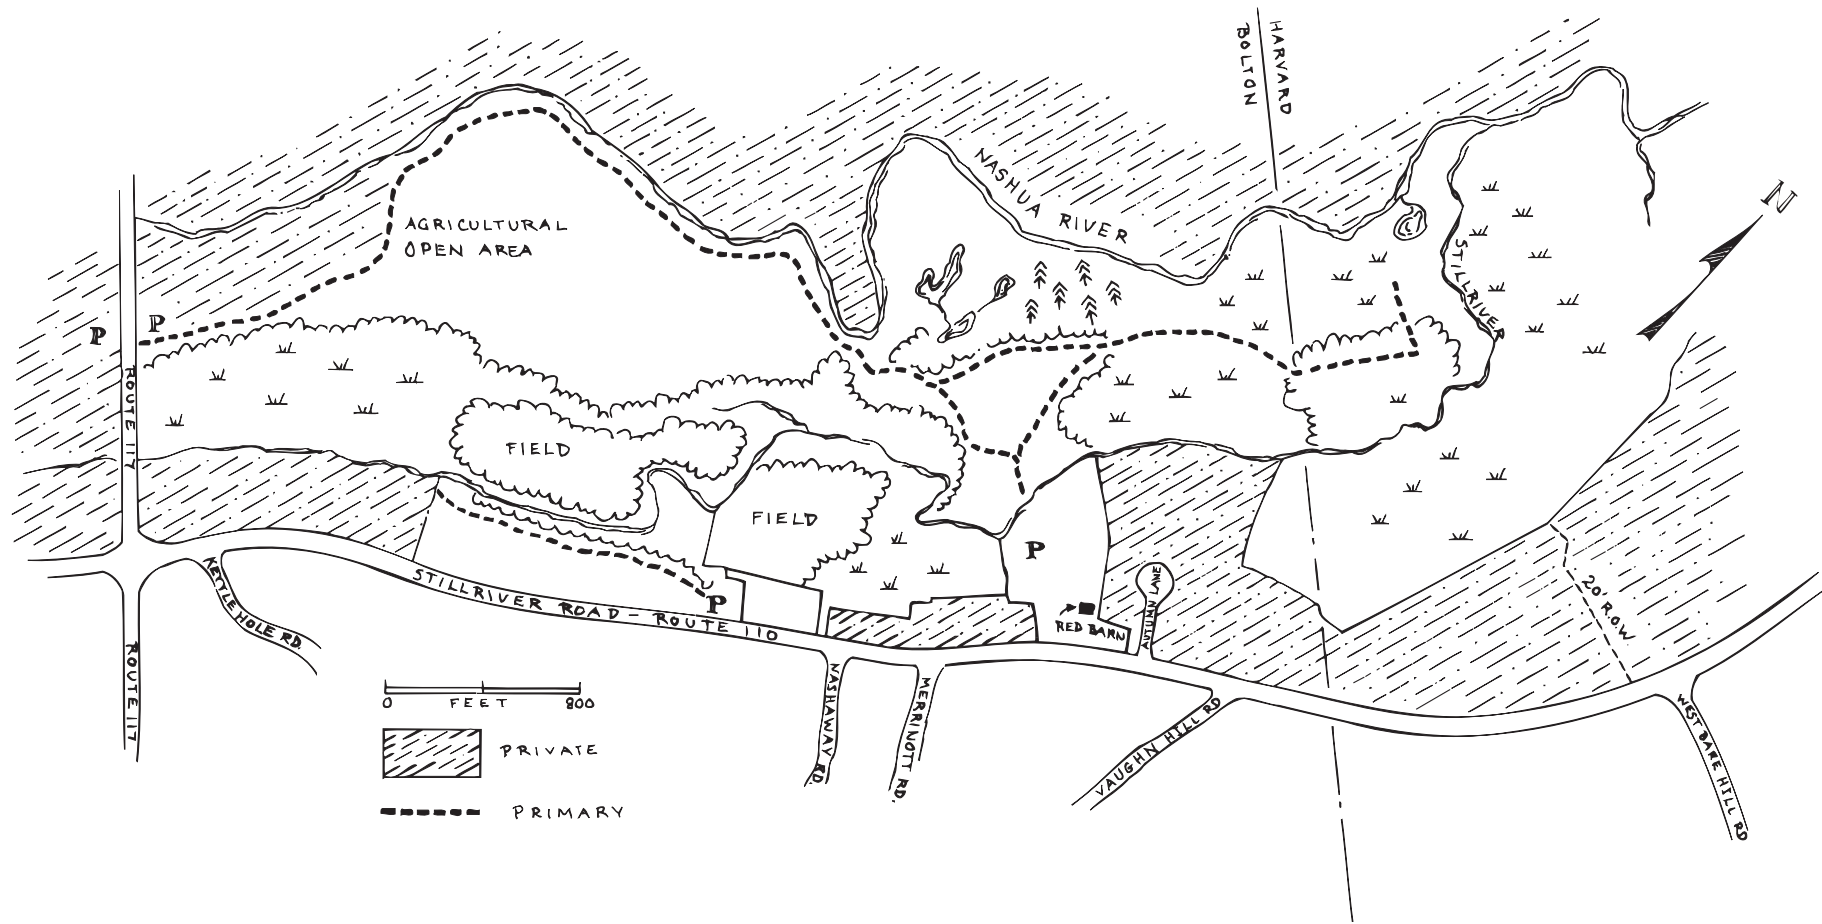 HARVARD
BOLTON
N
NASHUA RIVER
AGRICULTURAL
OPEN AREA
STILLRIVER
P
P
ROUTE 117
FIELD
FIELD
P
P
RED BARN
AUTUMN LANE
20' R.O.W
KETTLE HOLE RD.
STILLRIVER ROAD - ROUTE 110
ROUTE 117
NASHAWAY RD.
MERRINOTT RD.
VAUGHN HILL RD
WEST BARE HILL RD
0 FEET 800
PRIVATE
PRIMARY